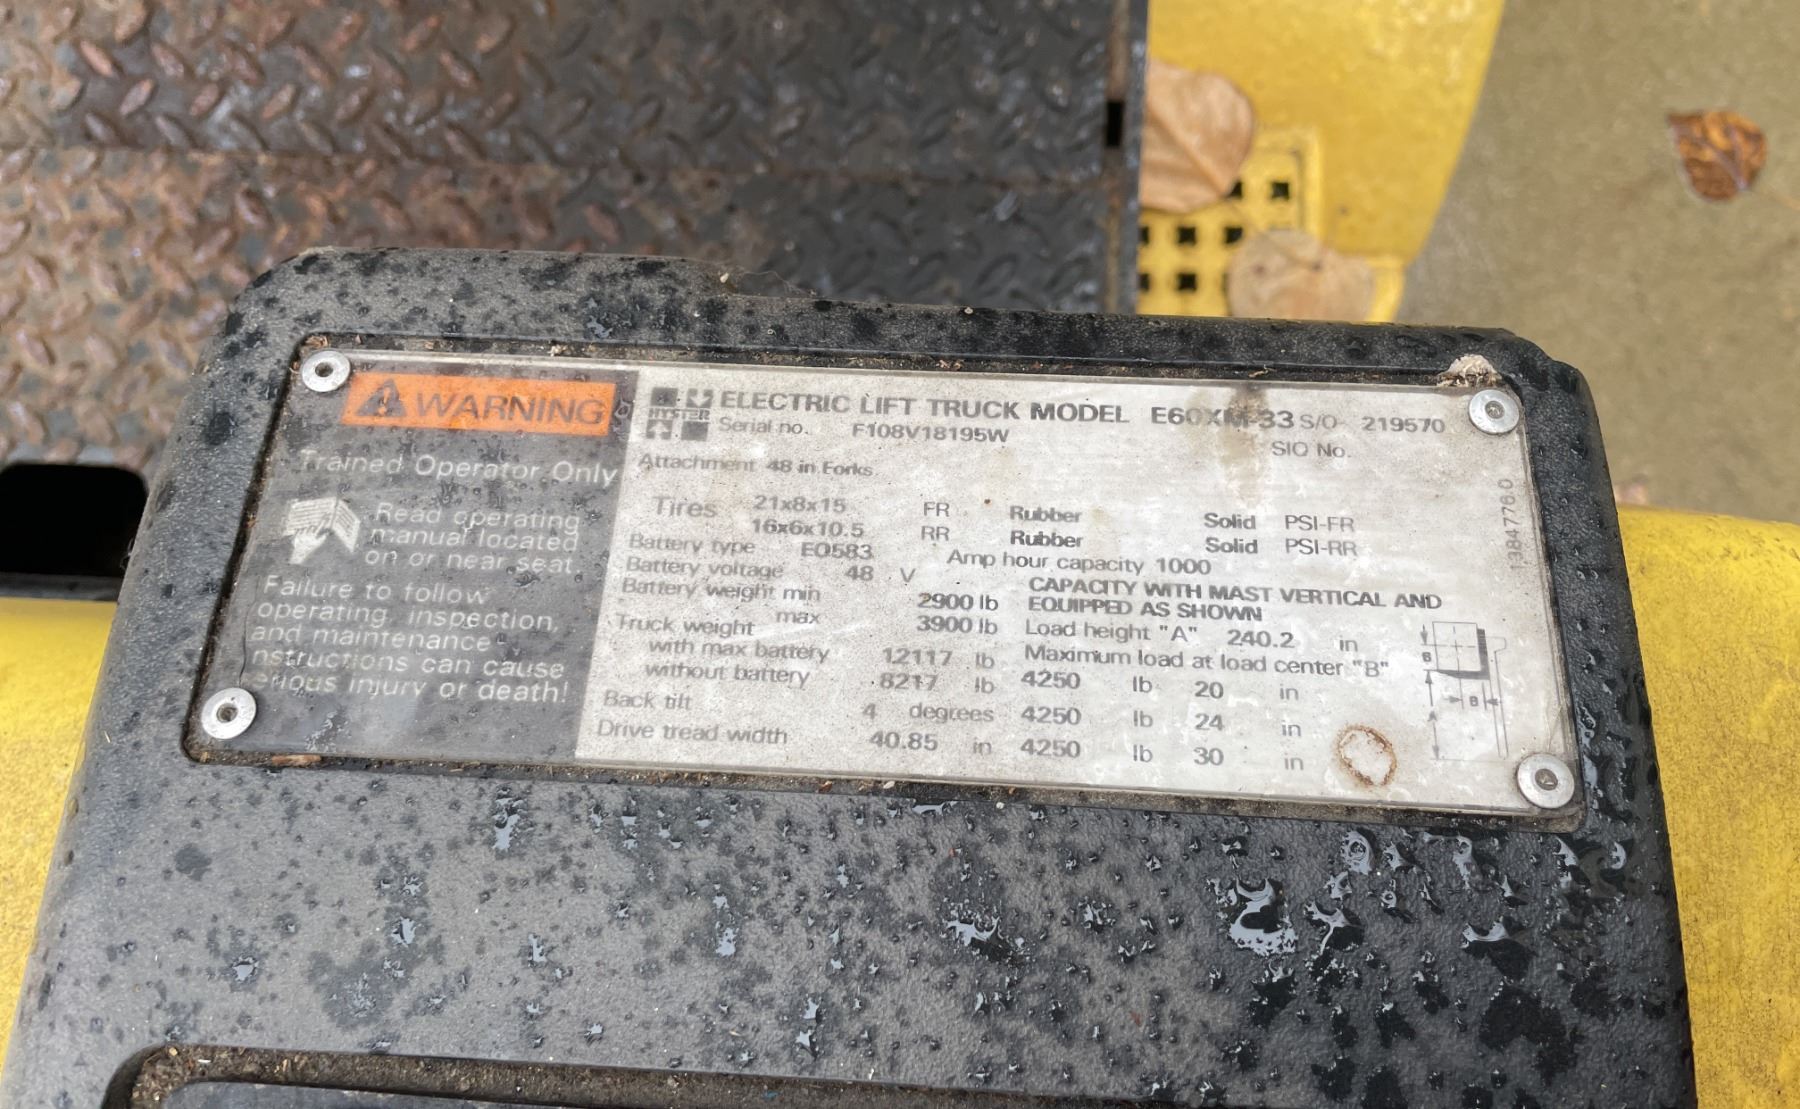 WARNING
Trained Operator Only
Read operating
manual located
on or near seat.
Failure to follow
operating, inspection,
and maintenance
nstructions can cause
erious injury or death!
HYSTER
ELECTRIC LIFT TRUCK MODEL E60XM-33 S/O- 219570
Serial no. F108V18195W SIO No.
Attachment 48 in Forks
Tires 21x8x15 FR Rubber Solid PSI-FR
16x6x10.5 RR Rubber Solid PSI-RR
Battery type EO583 Amp hour capacity 1000
Battery voltage 48 V
Battery weight min 2900 lb
max 3900 lb
Truck weight
with max battery 12117 lb
without battery 8217 lb
Back tilt 4 degrees
Drive tread width 40.85 in
CAPACITY WITH MAST VERTICAL AND
EQUIPPED AS SHOWN
Load height "A" 240.2 in
Maximum load at load center "B"
4250 lb 20 in
4250 lb 24 in
4250 lb 30 in
B
B
A